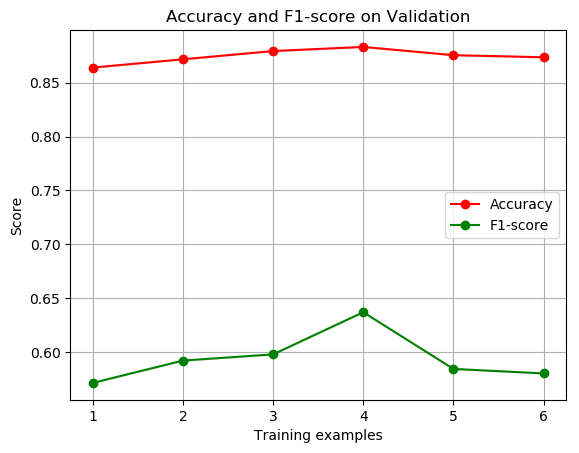 Accuracy and F1-score on Validation
Score
0.85
0.80
0.75
0.70
0.65
0.60
Accuracy
F1-score
1 2 3 4 5 6
Training examples